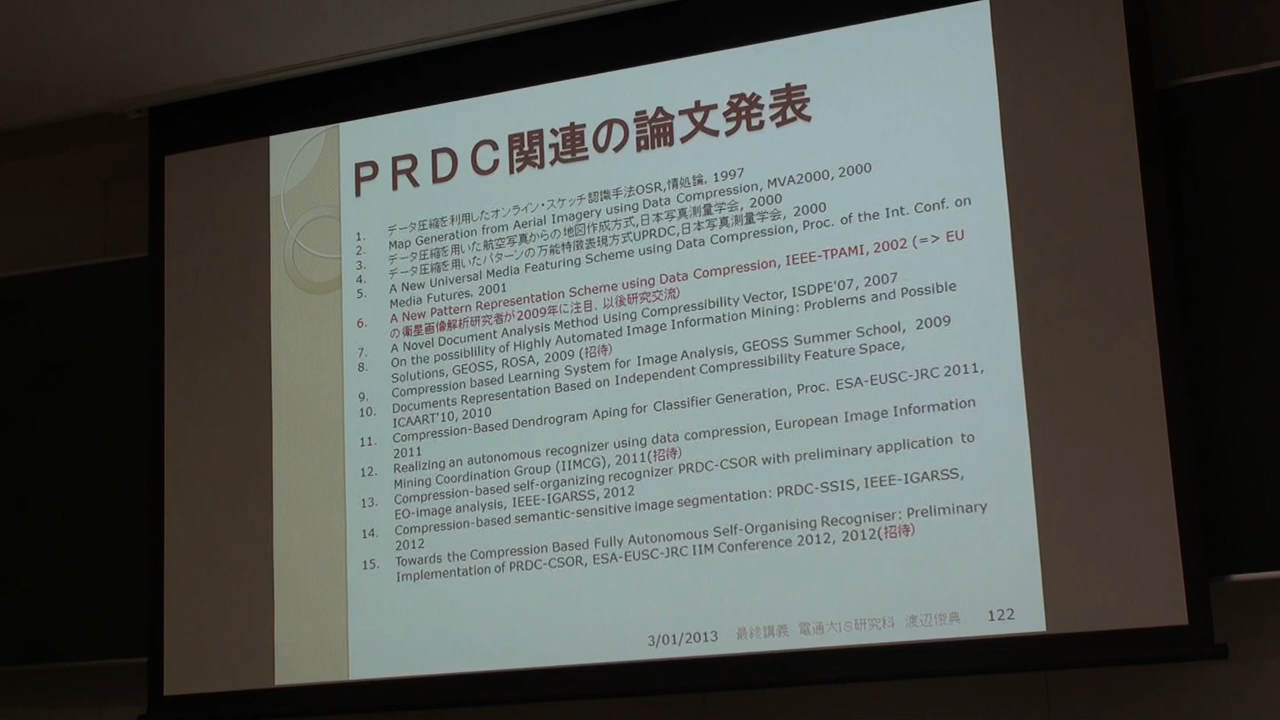 PRDC関連の論文発表
1. データ圧縮を利用したオンライン・スケッチ認識手法OSR,情処論, 1997
2. Map Generation from Aerial Imagery using Data Compression, MVA2000, 2000
3. データ圧縮を用いた航空写真からの地図作成方式,日本写真測量学会, 2000
4. データ圧縮を用いたパターンの万能特徴表現方式UPRDC,日本写真測量学会, 2000
5. A New Universal Media Featuring Scheme using Data Compression, Proc. of the Int. Conf. on
Media Futures, 2001
6. A New Pattern Representation Scheme using Data Compression, IEEE-TPAMI, 2002 (=> EU
の衛星画像解析研究者が2009年に注目、以後研究交流)
7. A Novel Document Analysis Method Using Compressibility Vector, ISDPE'07, 2007
8. On the possiblility of Highly Automated Image Information Mining: Problems and Possible
Solutions, GEOSS, ROSA, 2009 (招待)
9. Compression based Learning System for Image Analysis, GEOSS Summer School, 2009
10. Documents Representation Based on Independent Compressibility Feature Space,
ICAART'10, 2010
11. Compression-Based Dendrogram Aping for Classifier Generation, Proc. ESA-EUSC-JRC 2011,
2011
12. Realizing an autonomous recognizer using data compression, European Image Information
Mining Coordination Group (IIMCG), 2011(招待)
13. Compression-based self-organizing recognizer PRDC-CSOR with preliminary application to
EO-image analysis, IEEE-IGARSS, 2012
14. Compression-based semantic-sensitive image segmentation: PRDC-SSIS, IEEE-IGARSS,
2012
15. Towards the Compression Based Fully Autonomous Self-Organising Recogniser: Preliminary
Implementation of PRDC-CSOR, ESA-EUSC-JRC IIM Conference 2012, 2012(招待)
3/01/2013 最終講義 電通大IS研究科 渡辺俊典 122